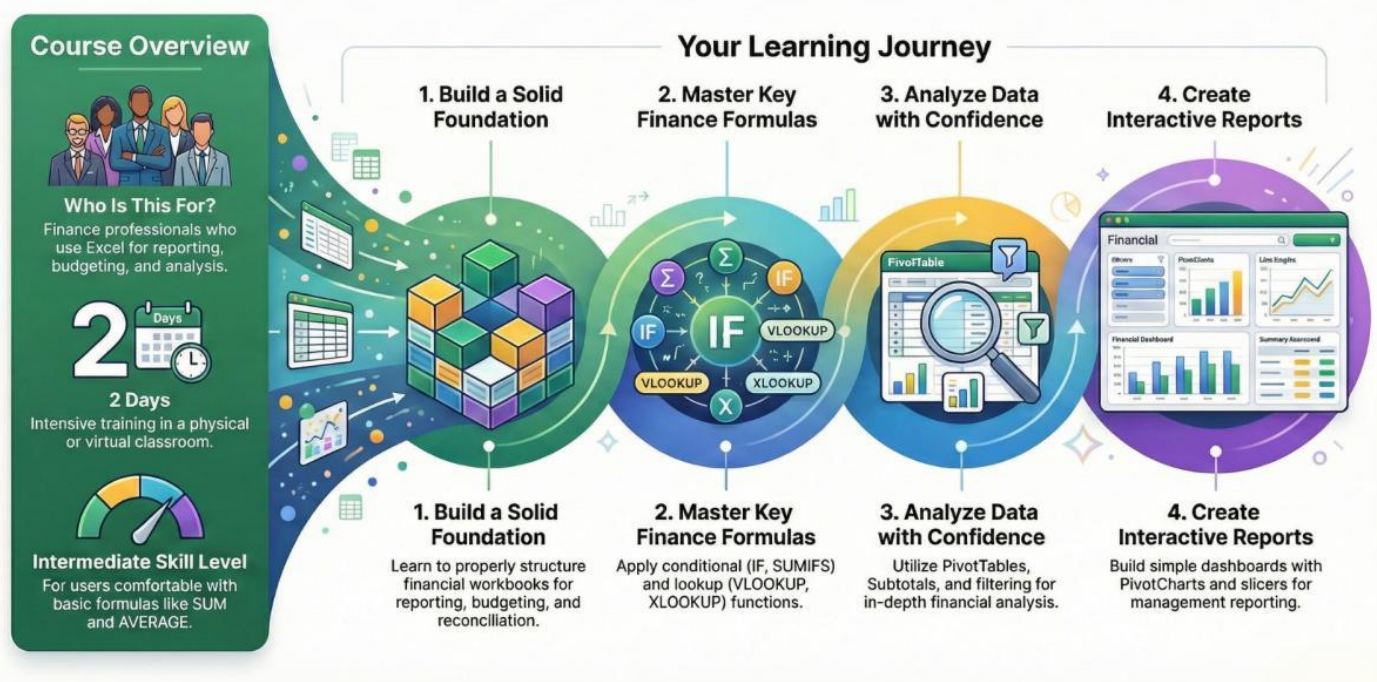 Course Overview
Who Is This For?
Finance professionals who
use Excel for reporting,
budgeting, and analysis.
2
Days
2 Days
Intensive training in a physical
or virtual classroom.
Intermediate Skill Level
For users comfortable with
basic formulas like SUM
and AVERAGE.
Your Learning Journey
1. Build a Solid
Foundation
2. Master Key
Finance Formulas
3. Analyze Data
with Confidence
4. Create
Interactive Reports
Σ
Σ
IF
IF
IF
VLOOKUP
VLOOKUP
XLOOKUP
X
Financial
Financial Dashboard
1. Build a Solid
Foundation
Learn to properly structure
financial workbooks for
reporting, budgeting, and
reconciliation.
2. Master Key
Finance Formulas
Apply conditional (IF, SUMIFS)
and lookup (VLOOKUP,
XLOOKUP) functions.
3. Analyze Data
with Confidence
Utilize PivotTables,
Subtotals, and filtering for
in-depth financial analysis.
4. Create
Interactive Reports
Build simple dashboards with
PivotCharts and slicers for
management reporting.